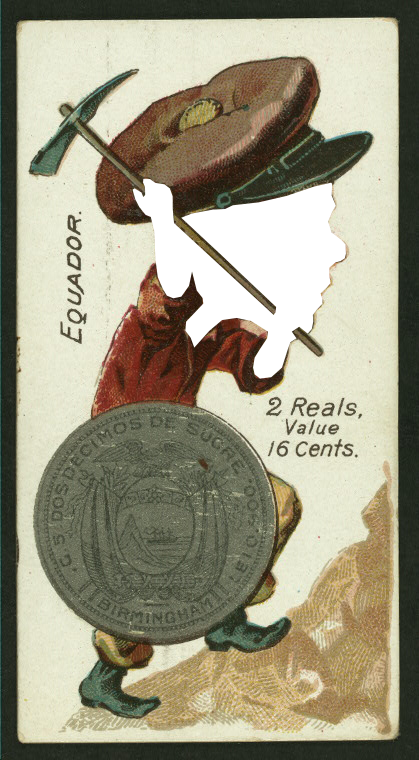 EQUADOR.
2 Reals,
Value
16 Cents.
DOS DECIMOS DE SUCRE
BIRMINGHAM